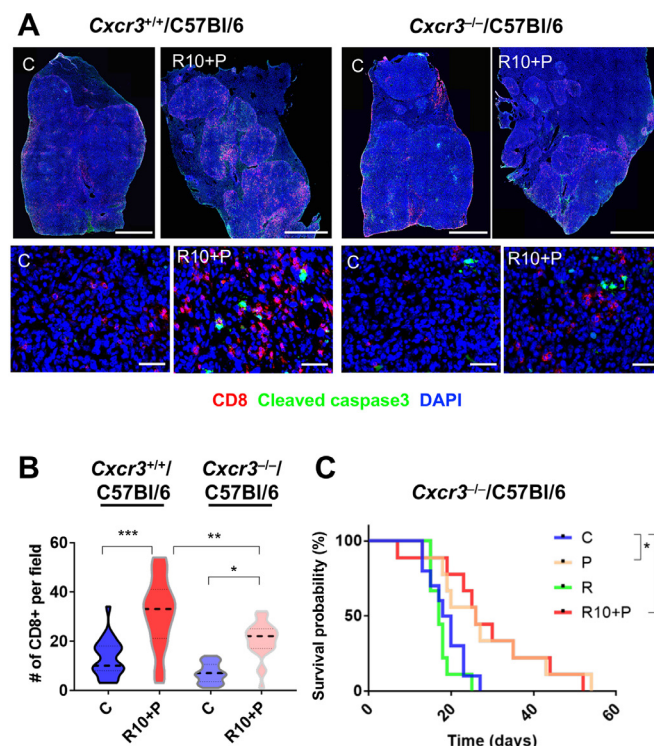 A
Cxcr3+/+/C57Bl/6
Cxcr3–/–/C57Bl/6
C
R10+P
C
R10+P
C
R10+P
C
R10+P
CD8 Cleaved caspase3 DAPI
B
Cxcr3+/+/
C57Bl/6
Cxcr3–/–/
C57Bl/6
# of CD8+ per field
60
40
20
0
***
**
*
C
R10+P
C
R10+P
C
Cxcr3–/–/C57Bl/6
Survival probability (%)
100
50
0
0
20
40
60
Time (days)
C
P
R
R10+P
*